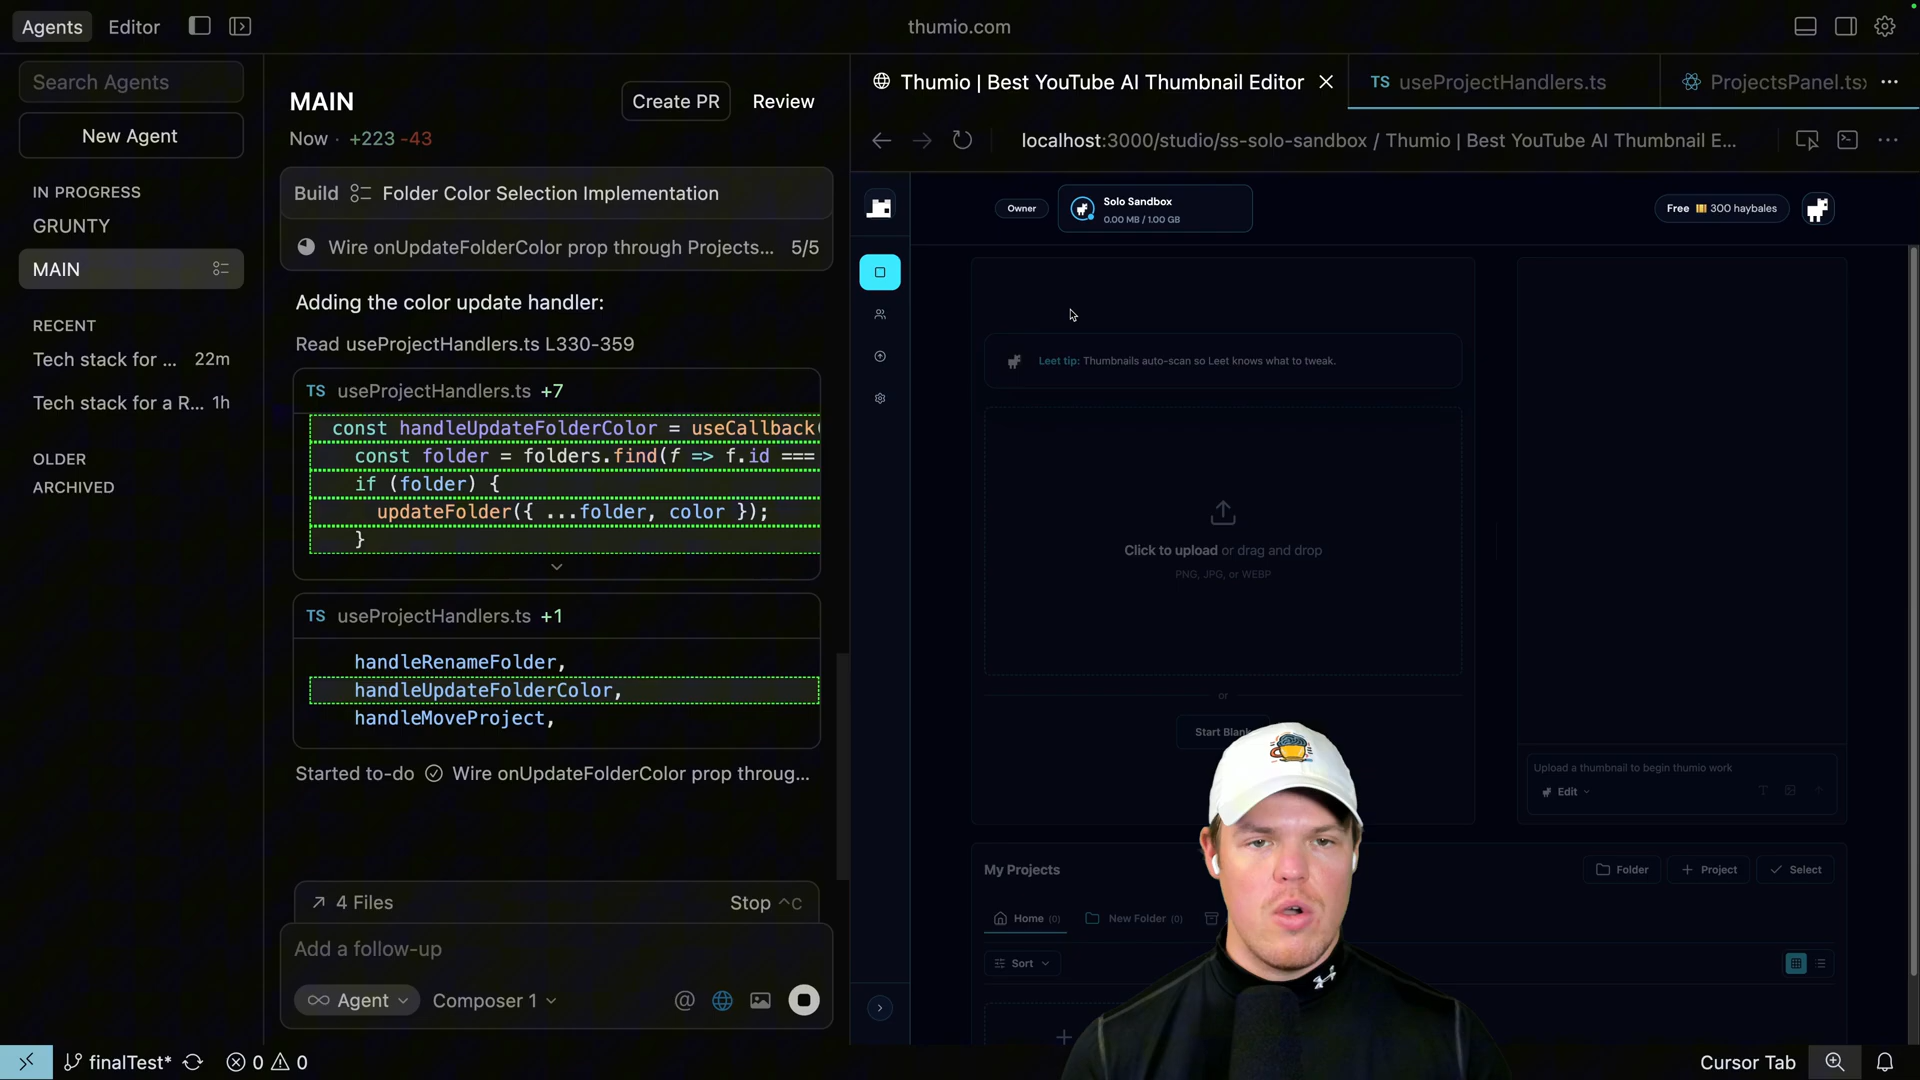 Agents
Editor
thumio.com
Search Agents
New Agent
IN PROGRESS
GRUNTY
MAIN
RECENT
Tech stack for ... 22m
Tech stack for a R... 1h
OLDER
ARCHIVED
MAIN
Create PR
Review
Now · +223 -43
Build Folder Color Selection Implementation
Wire onUpdateFolderColor prop through Projects... 5/5
Adding the color update handler:
Read useProjectHandlers.ts L330-359
TS useProjectHandlers.ts +7
const handleUpdateFolderColor = useCallback(
const folder = folders.find(f => f.id ===
if (folder) {
updateFolder({ ...folder, color });
}
TS useProjectHandlers.ts +1
handleRenameFolder,
handleUpdateFolderColor,
handleMoveProject,
Started to-do Wire onUpdateFolderColor prop throug...
4 Files
Stop ^C
Add a follow-up
Agent
Composer 1
@
Thumio | Best YouTube AI Thumbnail Editor
TS useProjectHandlers.ts
ProjectsPanel.tsx
localhost:3000/studio/ss-solo-sandbox / Thumio | Best YouTube AI Thumbnail E...
Owner
Solo Sandbox
0.00 MB / 1.00 GB
Free 300 haybales
Leet tip: Thumbnails auto-scan so Leet knows what to tweak.
Click to upload or drag and drop
PNG, JPG, or WEBP
or
Start Blank
Upload a thumbnail to begin thumio work
Edit
My Projects
Folder
+ Project
Select
Home (0)
New Folder (0)
Sort
finalTest*
0
0
Cursor Tab